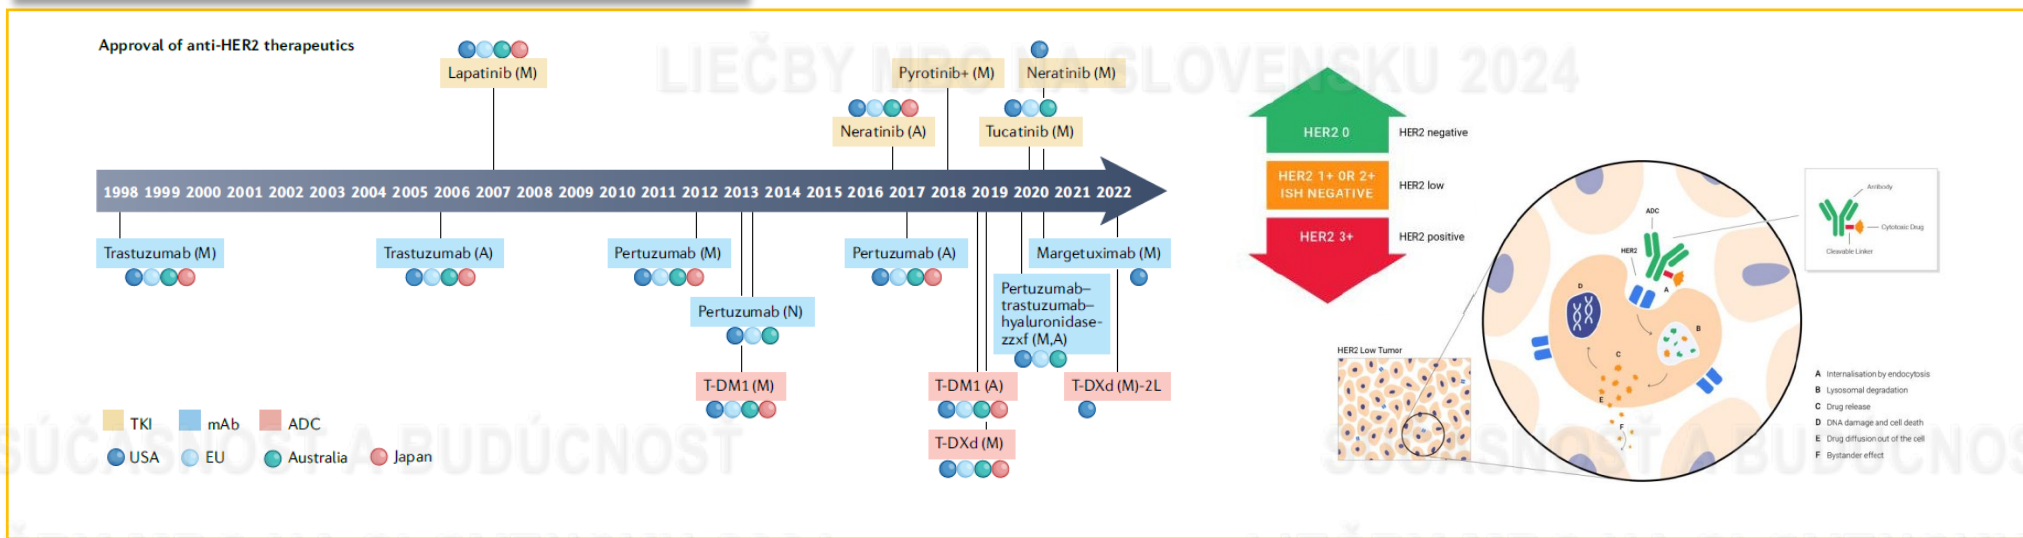 LIEČBY MBC NA SLOVENSKU 2024
Approval of anti-HER2 therapeutics
Lapatinib (M)
Pyrotinib+ (M)
Neratinib (M)
Neratinib (A)
Tucatinib (M)
1998 1999 2000 2001 2002 2003 2004 2005 2006 2007 2008 2009 2010 2011 2012 2013 2014 2015 2016 2017 2018 2019 2020 2021 2022
Trastuzumab (M)
Trastuzumab (A)
Pertuzumab (M)
Pertuzumab (A)
Margetuximab (M)
Pertuzumab (N)
Pertuzumab–
trastuzumab–
hyaluronidase-
zzxf (M,A)
T-DM1 (M)
T-DM1 (A)
T-DXd (M)-2L
T-DXd (M)
TKI
mAb
ADC
USA
EU
Australia
Japan
HER2 0
HER2 negative
HER2 1+ OR 2+
ISH NEGATIVE
HER2 low
HER2 3+
HER2 positive
HER2 Low Tumor
ADC
HER2
A
B
C
D
E
F
Antibody
Cytotoxic Drug
Cleavable Linker
A Internalisation by endocytosis
B Lysosomal degradation
C Drug release
D DNA damage and cell death
E Drug diffusion out of the cell
F Bystander effect
SÚČASNOSŤ A BUDÚCNOSŤ
SÚČASNOSŤ A BUDÚCNOS